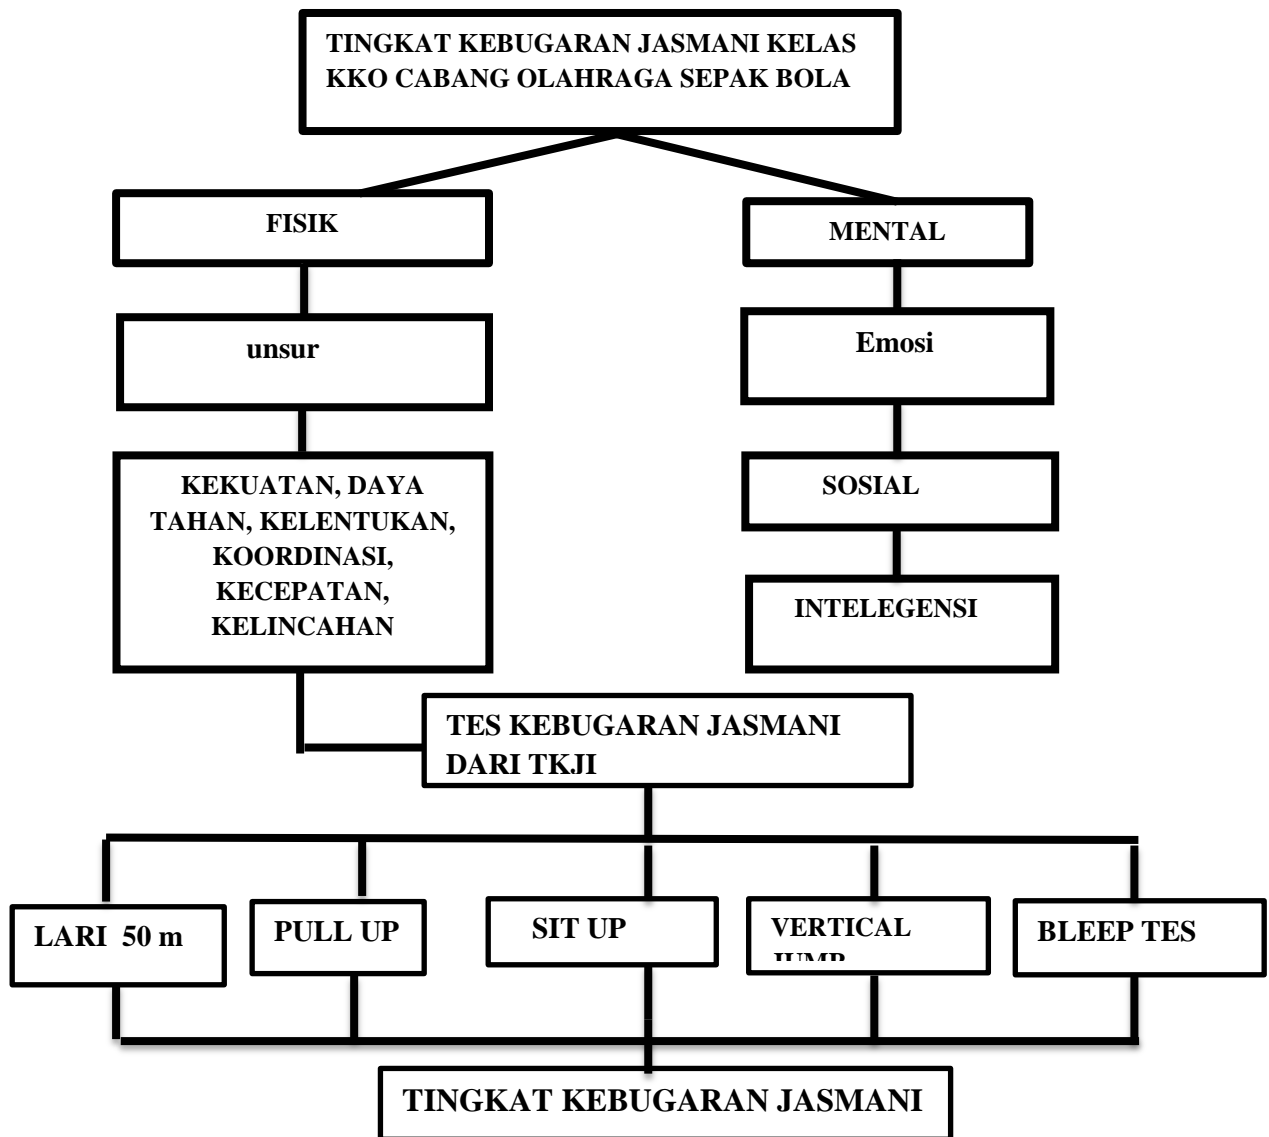 TINGKAT KEBUGARAN JASMANI KELAS
KKO CABANG OLAHRAGA SEPAK BOLA
FISIK
MENTAL
unsur
Emosi
KEKUATAN, DAYA
TAHAN, KELENTUKAN,
KOORDINASI,
KECEPATAN,
KELINCAHAN
SOSIAL
INTELEGENSI
TES KEBUGARAN JASMANI
DARI TKJI
LARI 50 m
PULL UP
SIT UP
VERTICAL
JUMP
BLEEP TES
TINGKAT KEBUGARAN JASMANI